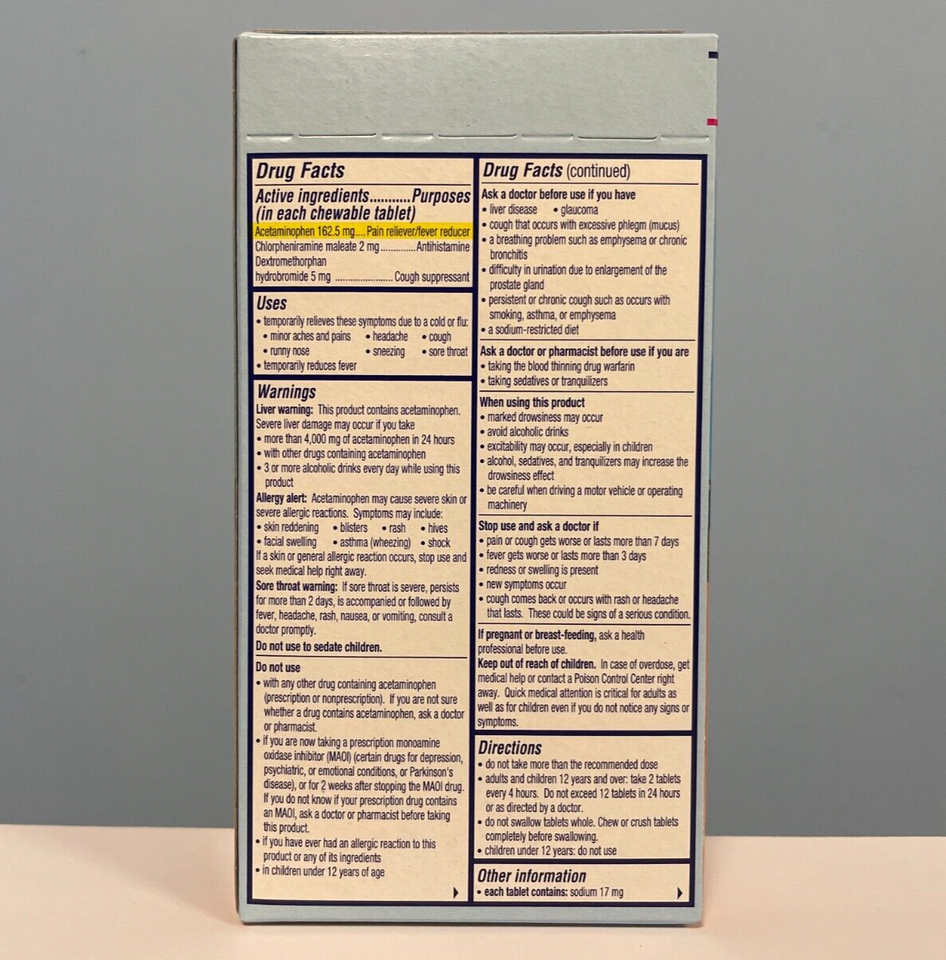 Drug Facts
Active ingredients...........Purposes
(in each chewable tablet)
Acetaminophen 162.5 mg....Pain reliever/fever reducer
Chlorpheniramine maleate 2 mg..............Antihistamine
Dextromethorphan
hydrobromide 5 mg .......................Cough suppressant
Uses
• temporarily relieves these symptoms due to a cold or flu:
• minor aches and pains • headache • cough
• runny nose • sneezing • sore throat
• temporarily reduces fever
Warnings
Liver warning: This product contains acetaminophen.
Severe liver damage may occur if you take
• more than 4,000 mg of acetaminophen in 24 hours
• with other drugs containing acetaminophen
• 3 or more alcoholic drinks every day while using this
product
Allergy alert: Acetaminophen may cause severe skin or
severe allergic reactions. Symptoms may include:
• skin reddening • blisters • rash • hives
• facial swelling • asthma (wheezing) • shock
If a skin or general allergic reaction occurs, stop use and
seek medical help right away.
Sore throat warning: If sore throat is severe, persists
for more than 2 days, is accompanied or followed by
fever, headache, rash, nausea, or vomiting, consult a
doctor promptly.
Do not use to sedate children.
Do not use
• with any other drug containing acetaminophen
(prescription or nonprescription). If you are not sure
whether a drug contains acetaminophen, ask a doctor
or pharmacist.
• if you are now taking a prescription monoamine
oxidase inhibitor (MAOI) (certain drugs for depression,
psychiatric, or emotional conditions, or Parkinson's
disease), or for 2 weeks after stopping the MAOI drug.
If you do not know if your prescription drug contains
an MAOI, ask a doctor or pharmacist before taking
this product.
• if you have ever had an allergic reaction to this
product or any of its ingredients
• in children under 12 years of age
Drug Facts (continued)
Ask a doctor before use if you have
• liver disease • glaucoma
• cough that occurs with excessive phlegm (mucus)
• a breathing problem such as emphysema or chronic
bronchitis
• difficulty in urination due to enlargement of the
prostate gland
• persistent or chronic cough such as occurs with
smoking, asthma, or emphysema
• a sodium-restricted diet
Ask a doctor or pharmacist before use if you are
• taking the blood thinning drug warfarin
• taking sedatives or tranquilizers
When using this product
• marked drowsiness may occur
• avoid alcoholic drinks
• excitability may occur, especially in children
• alcohol, sedatives, and tranquilizers may increase the
drowsiness effect
• be careful when driving a motor vehicle or operating
machinery
Stop use and ask a doctor if
• pain or cough gets worse or lasts more than 7 days
• fever gets worse or lasts more than 3 days
• redness or swelling is present
• new symptoms occur
• cough comes back or occurs with rash or headache
that lasts. These could be signs of a serious condition.
If pregnant or breast-feeding, ask a health
professional before use.
Keep out of reach of children. In case of overdose, get
medical help or contact a Poison Control Center right
away. Quick medical attention is critical for adults as
well as for children even if you do not notice any signs or
symptoms.
Directions
• do not take more than the recommended dose
• adults and children 12 years and over: take 2 tablets
every 4 hours. Do not exceed 12 tablets in 24 hours
or as directed by a doctor.
• do not swallow tablets whole. Chew or crush tablets
completely before swallowing.
• children under 12 years: do not use
Other information
• each tablet contains: sodium 17 mg